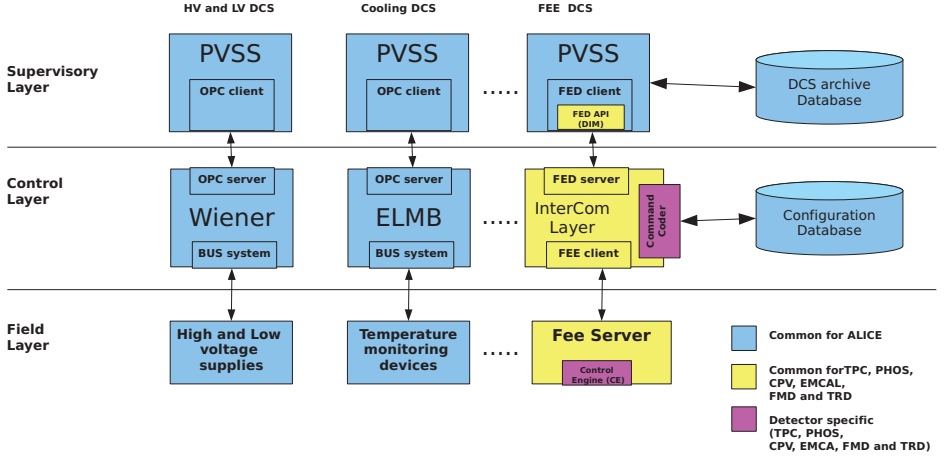 HV and LV DCS
Cooling DCS
FEE DCS
Supervisory
Layer
PVSS
OPC client
PVSS
OPC client
.....
PVSS
FED client
FED API
(DIM)
DCS archive
Database
Control
Layer
OPC server
Wiener
BUS system
OPC server
ELMB
BUS system
.....
FED server
InterCom
Layer
FEE client
Command
Coder
Configuration
Database
Field
Layer
High and Low
voltage
supplies
Temperature
monitoring
devices
.....
Fee Server
Control
Engine (CE)
Common for ALICE
Common forTPC, PHOS,
CPV, EMCAL,
FMD and TRD
Detector specific
(TPC, PHOS,
CPV, EMCA, FMD and TRD)